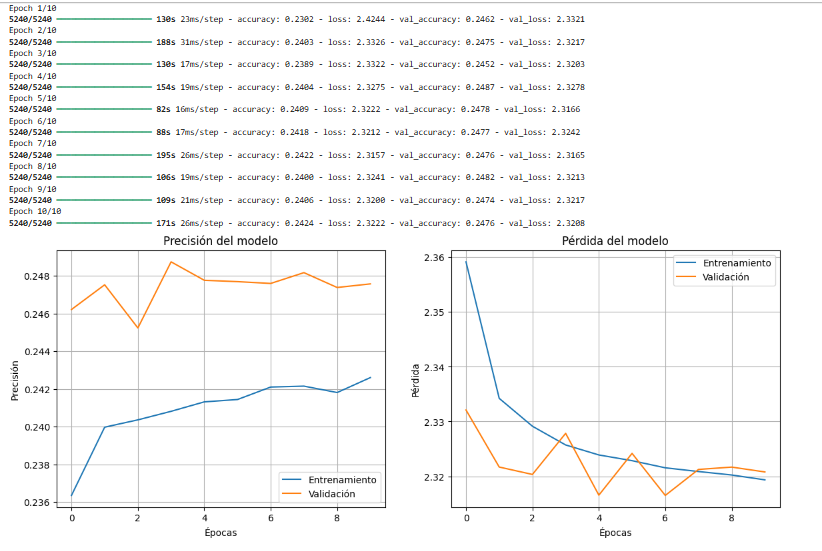 Epoch 1/10
5240/5240 130s 23ms/step - accuracy: 0.2302 - loss: 2.4244 - val_accuracy: 0.2462 - val_loss: 2.3321
Epoch 2/10
5240/5240 188s 31ms/step - accuracy: 0.2403 - loss: 2.3326 - val_accuracy: 0.2475 - val_loss: 2.3217
Epoch 3/10
5240/5240 130s 17ms/step - accuracy: 0.2389 - loss: 2.3322 - val_accuracy: 0.2452 - val_loss: 2.3203
Epoch 4/10
5240/5240 154s 19ms/step - accuracy: 0.2404 - loss: 2.3275 - val_accuracy: 0.2487 - val_loss: 2.3278
Epoch 5/10
5240/5240 82s 16ms/step - accuracy: 0.2409 - loss: 2.3222 - val_accuracy: 0.2478 - val_loss: 2.3166
Epoch 6/10
5240/5240 88s 17ms/step - accuracy: 0.2418 - loss: 2.3212 - val_accuracy: 0.2477 - val_loss: 2.3242
Epoch 7/10
5240/5240 195s 26ms/step - accuracy: 0.2422 - loss: 2.3157 - val_accuracy: 0.2476 - val_loss: 2.3165
Epoch 8/10
5240/5240 106s 19ms/step - accuracy: 0.2400 - loss: 2.3241 - val_accuracy: 0.2482 - val_loss: 2.3213
Epoch 9/10
5240/5240 109s 21ms/step - accuracy: 0.2406 - loss: 2.3200 - val_accuracy: 0.2474 - val_loss: 2.3217
Epoch 10/10
5240/5240 171s 26ms/step - accuracy: 0.2424 - loss: 2.3222 - val_accuracy: 0.2476 - val_loss: 2.3208
Precisión del modelo
Precisión
0.248
0.246
0.244
0.242
0.240
0.238
0.236
Entrenamiento
Validación
0 2 4 6 8
Épocas
Pérdida del modelo
Pérdida
2.36
2.35
2.34
2.33
2.32
Entrenamiento
Validación
0 2 4 6 8
Épocas